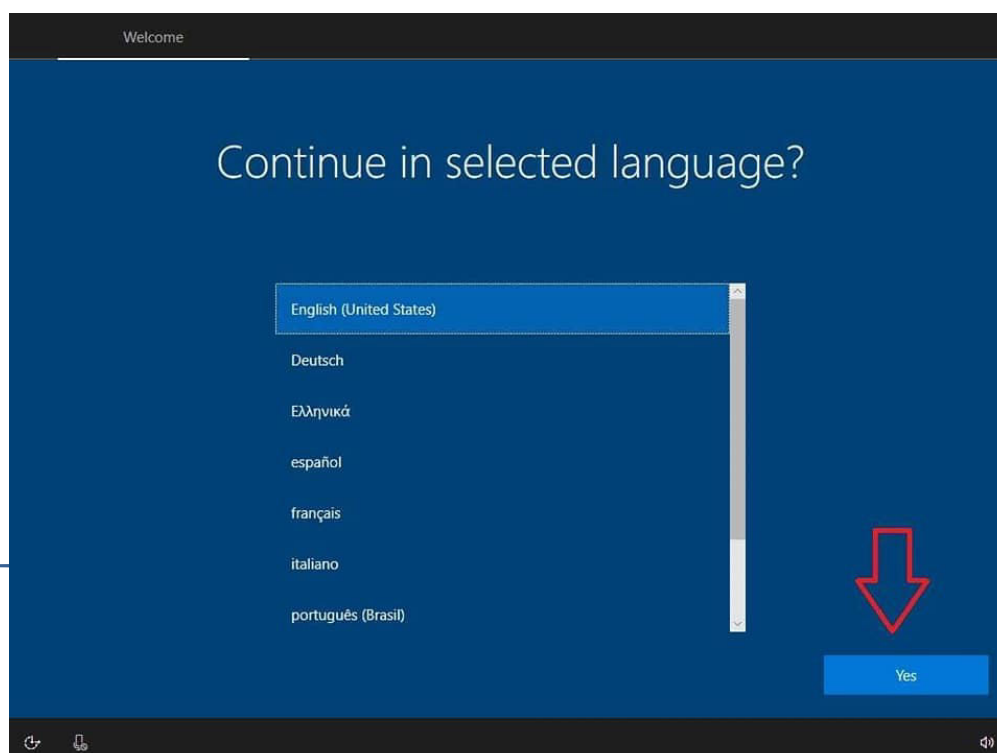 Welcome
Continue in selected language?
English (United States)
Deutsch
Ελληνικά
español
français
italiano
português (Brasil)
Yes